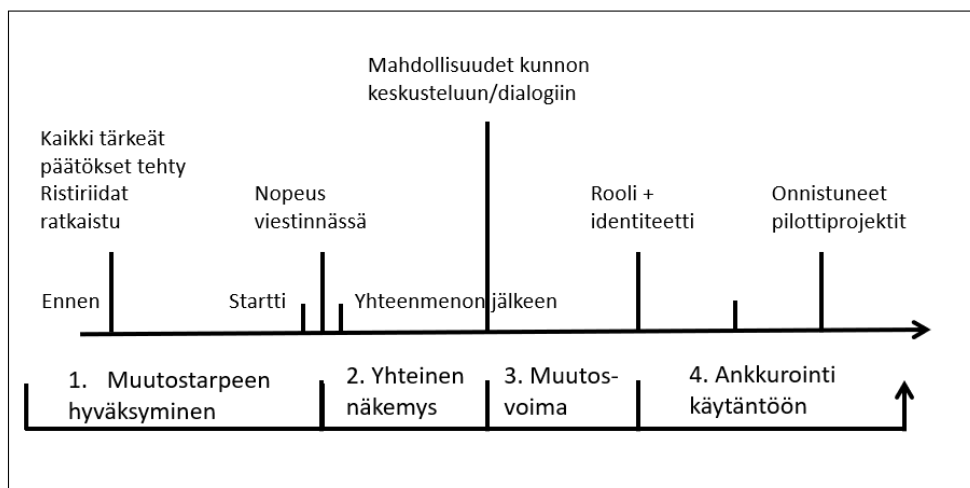 Mahdollisuudet kunnon
keskusteluun/dialogiin
Kaikki tärkeät
päätökset tehty
Ristiriidat
ratkaistu
Nopeus
viestinnässä
Rooli +
identiteetti
Onnistuneet
pilottiprojektit
Ennen
Startti
Yhteenmenon jälkeen
1. Muutostarpeen
hyväksyminen
2. Yhteinen
näkemys
3. Muutos-
voima
4. Ankkurointi
käytäntöön